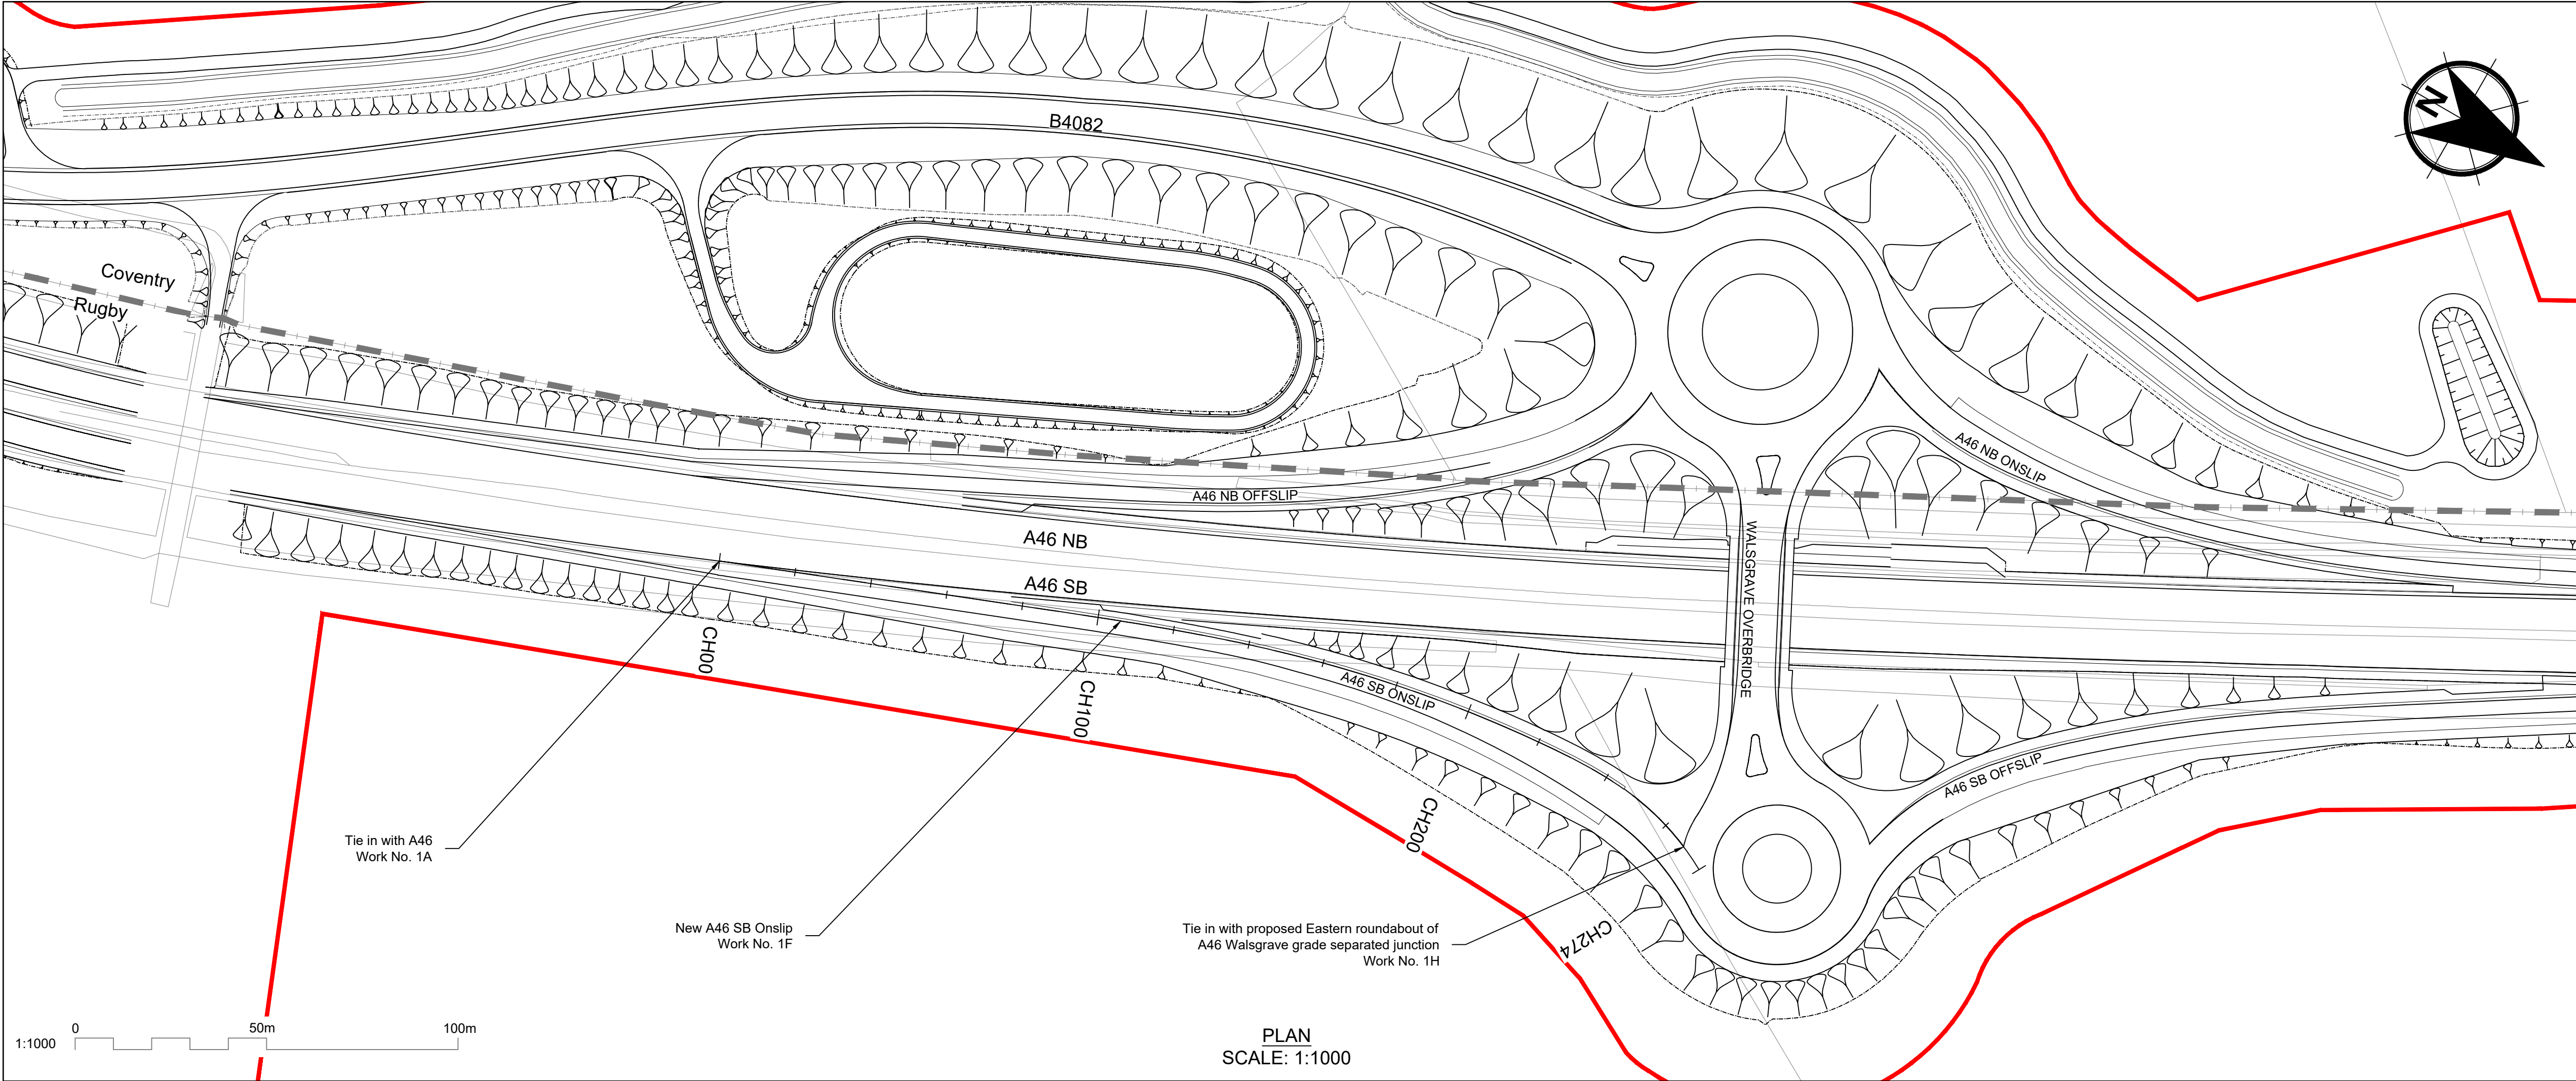 B4082
N
Coventry
Rugby
A46 NB ONSLIP
A46 NB OFFSLIP
A46 NB
A46 SB
WALSGRAVE OVERBRIDGE
CH00
CH100
A46 SB ONSLIP
A46 SB OFFSLIP
CH200
CH274
Tie in with A46
Work No. 1A
New A46 SB Onslip
Work No. 1F
Tie in with proposed Eastern roundabout of
A46 Walsgrave grade separated junction
Work No. 1H
0 50m 100m
1:1000
PLAN
SCALE: 1:1000